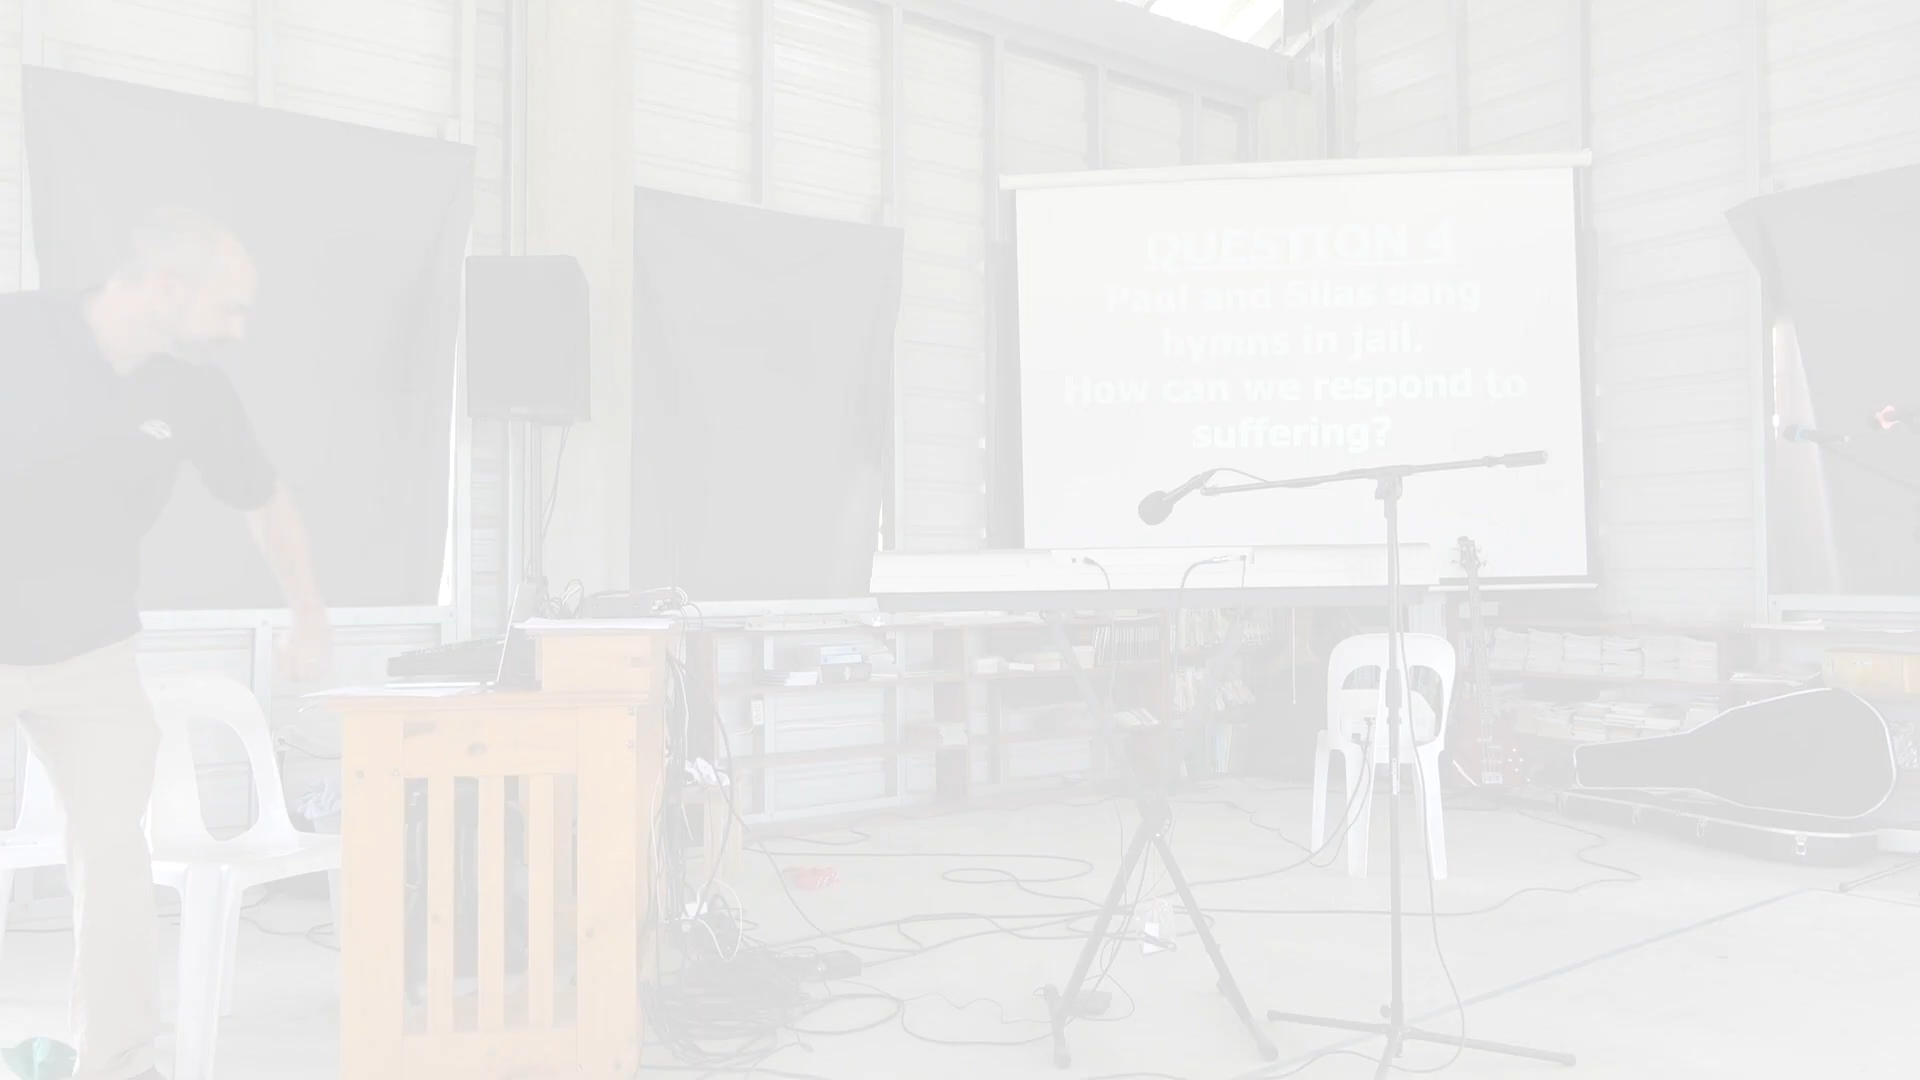 QUESTION 4
Paul and Silas sang
hymns in jail.
How can we respond to
suffering?